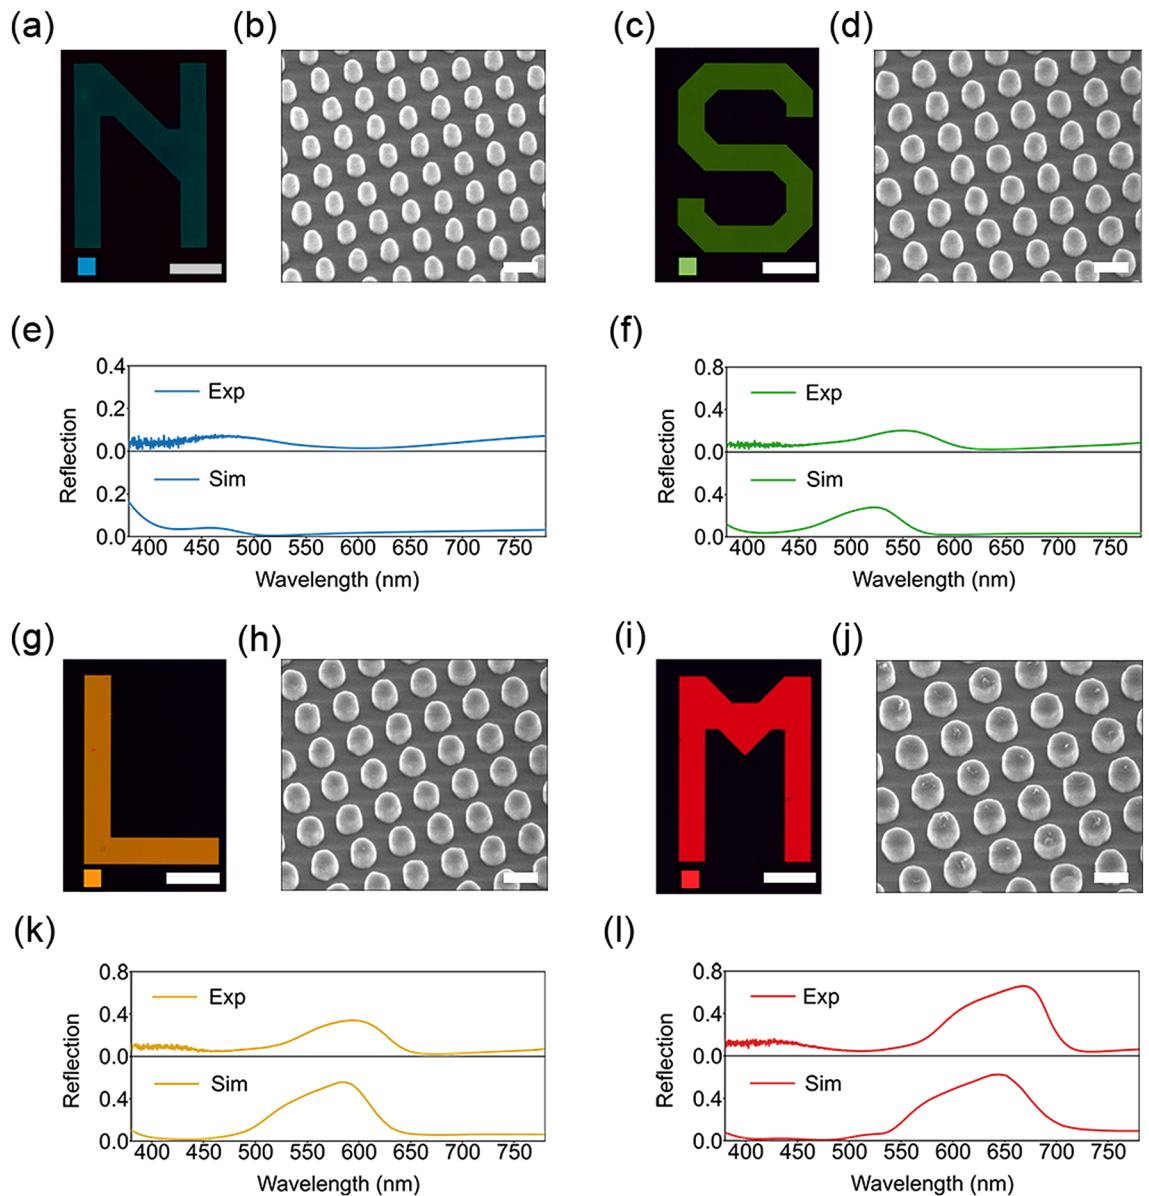 (a) (b) (c) (d)
N S
(e) (f)
0.4 0.8
Exp Exp
0.2 0.4
0.0 0.0
Reflection Reflection
Sim Sim
0.2 0.4
0.0 0.0
400 450 500 550 600 650 700 750 400 450 500 550 600 650 700 750
Wavelength (nm) Wavelength (nm)
(g) (h) (i) (j)
L M
(k) (l)
0.8 0.8
Exp Exp
0.4 0.4
0.0 0.0
Reflection Reflection
Sim Sim
0.4 0.4
0.0 0.0
400 450 500 550 600 650 700 750 400 450 500 550 600 650 700 750
Wavelength (nm) Wavelength (nm)